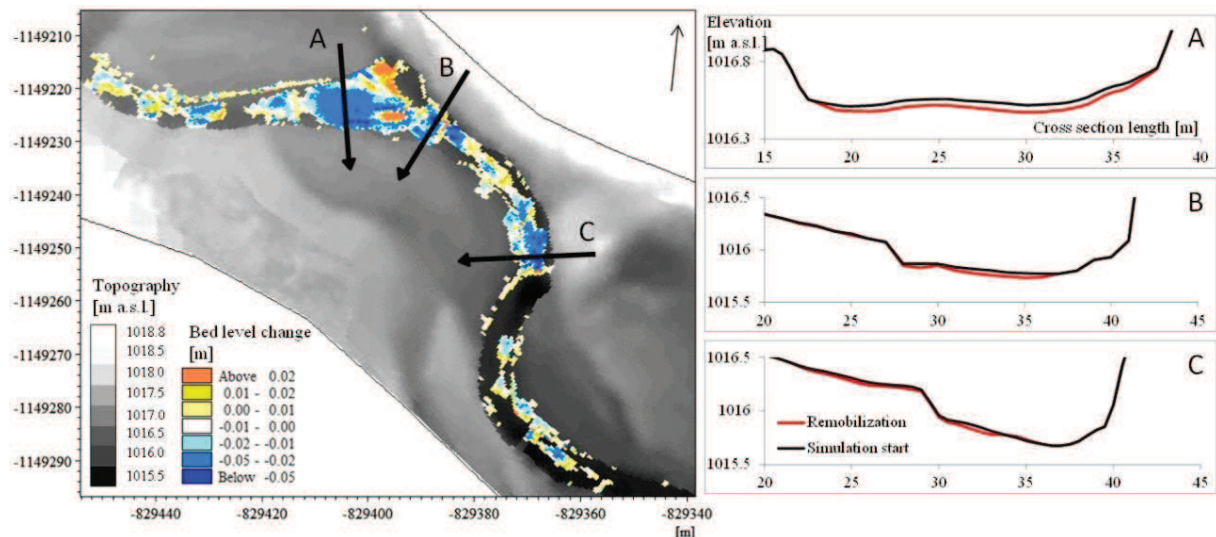 -1149210
-1149220
-1149230
-1149240
-1149250
-1149260
-1149270
-1149280
-1149290
A
B
C
Topography
[m a.s.l.]
1018.8
1018.5
1018.0
1017.5
1017.0
1016.5
1016.0
1015.5
Bed level change
[m]
Above 0.02
0.01 - 0.02
0.00 - 0.01
-0.01 - 0.00
-0.02 - -0.01
-0.05 - -0.02
Below -0.05
-829440 -829420 -829400 -829380 -829360 -829340
[m]
Elevation
[m a.s.l.]
A
1016.8
1016.3
Cross section length [m]
15 20 25 30 35 40
1016.5
B
1016
1015.5
20 25 30 35 40 45
1016.5
C
1016
1015.5
Remobilization
Simulation start
20 25 30 35 40 45